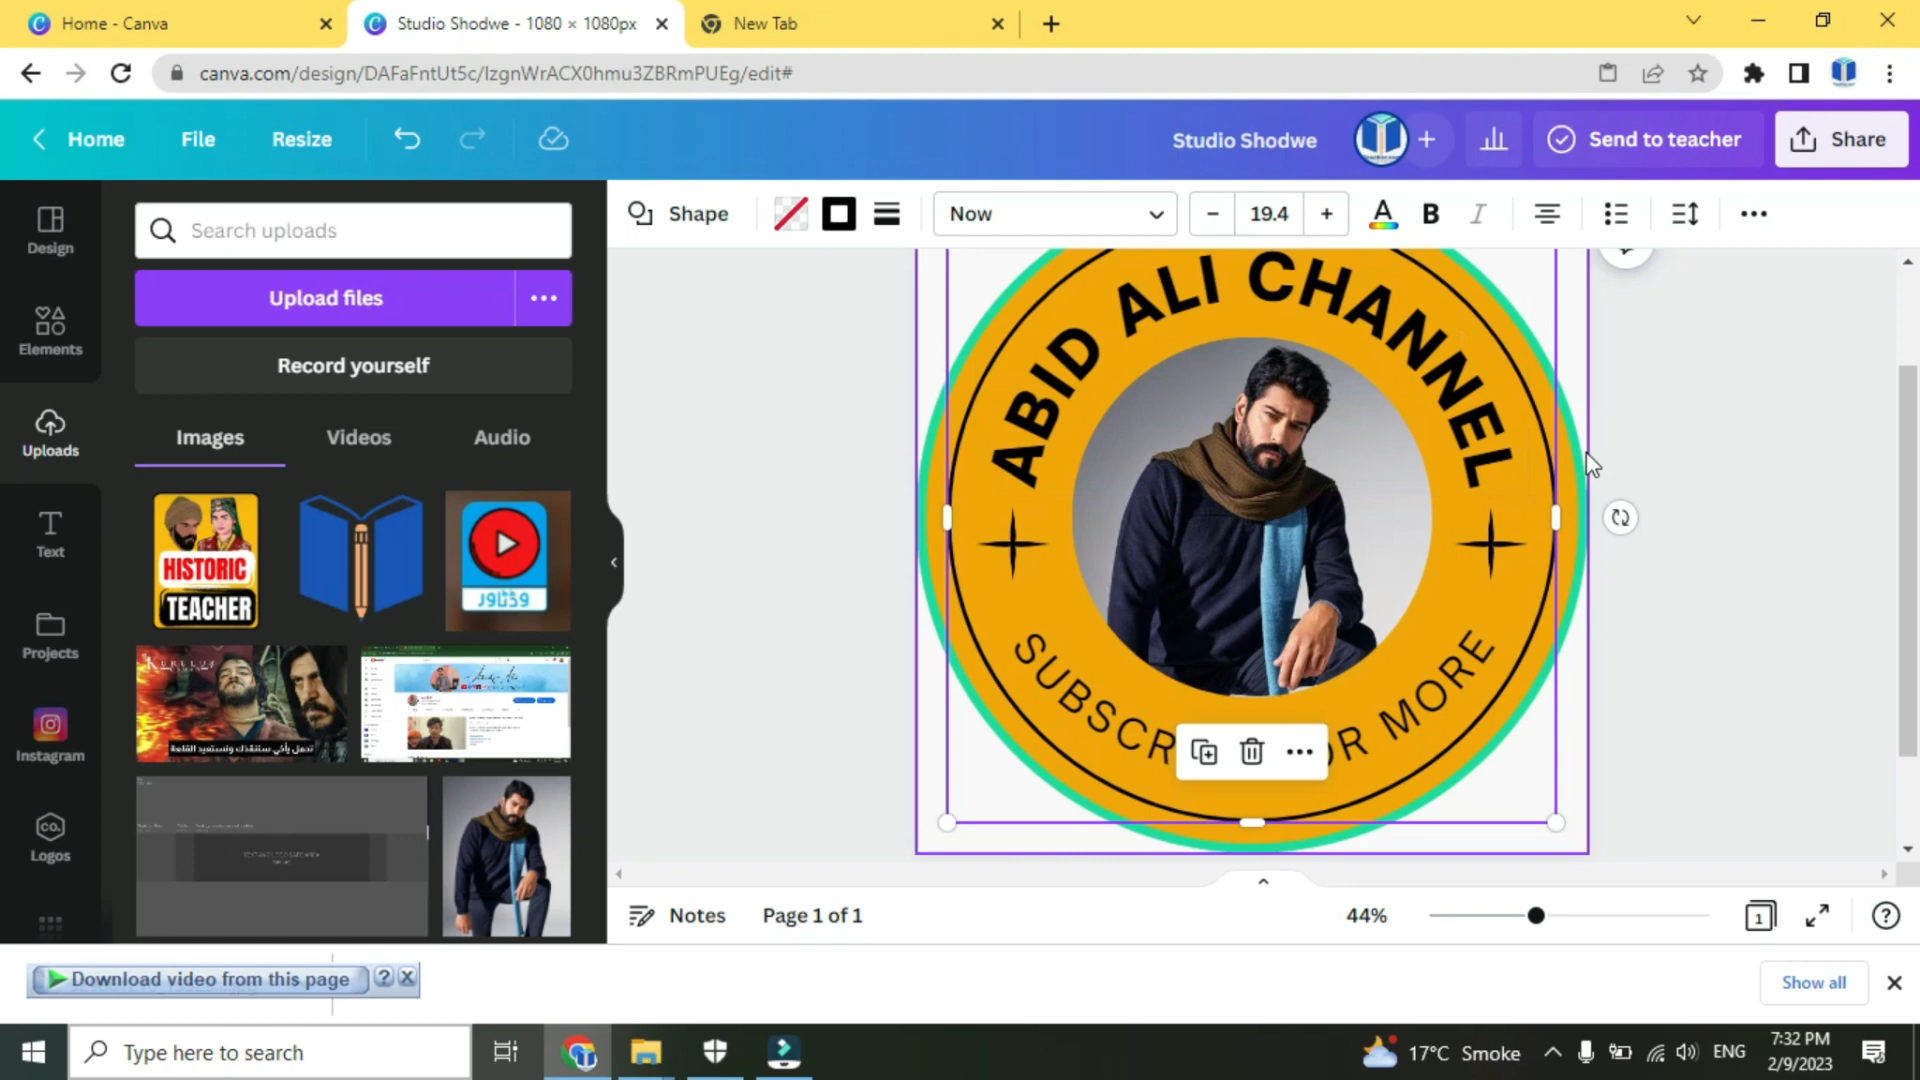 Home - Canva
Studio Shodwe - 1080 × 1080px
New Tab
canva.com/design/DAFaFntUt5c/IzgnWrACX0hmu3ZBRmPUEg/edit#
Home
File
Resize
Studio Shodwe
Send to teacher
Share
Design
Elements
Uploads
Text
Projects
Instagram
CO.
Logos
Search uploads
Upload files
Record yourself
Images
Videos
Audio
HISTORIC
TEACHER
Shape
Now
19.4
ABID ALI CHANNEL
SUBSCR
OR MORE
Notes
Page 1 of 1
44%
1
Download video from this page
Show all
Type here to search
17°C Smoke
ENG
7:32 PM
2/9/2023